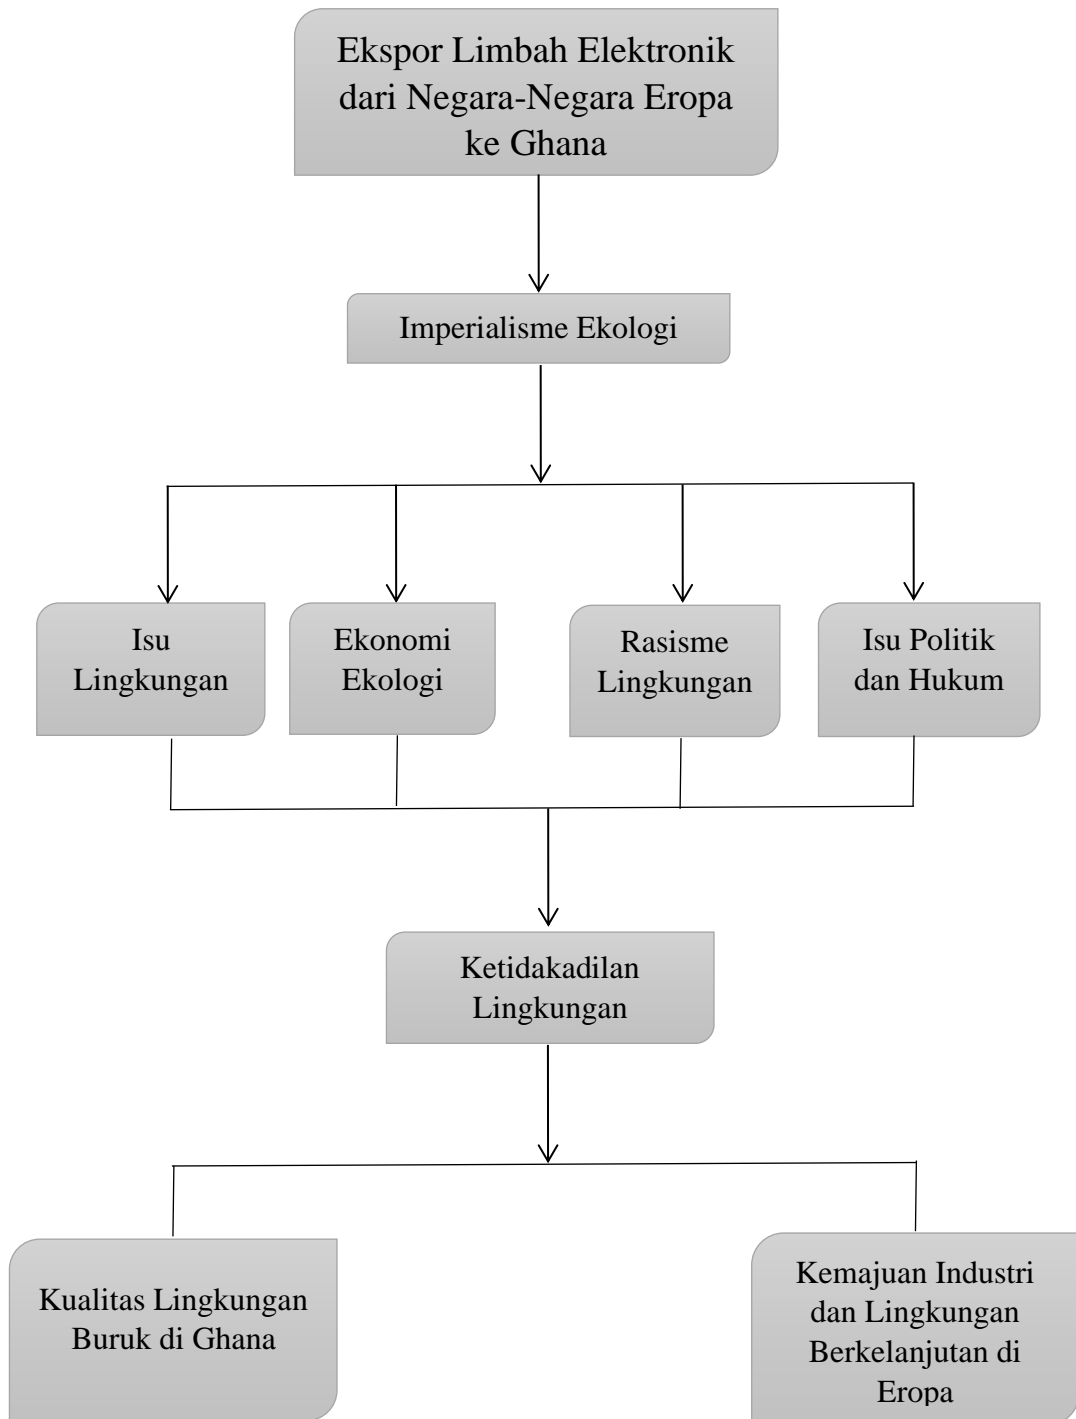 Ekspor Limbah Elektronik
dari Negara-Negara Eropa
ke Ghana
Imperialisme Ekologi
Isu
Lingkungan
Ekonomi
Ekologi
Rasisme
Lingkungan
Isu Politik
dan Hukum
Ketidakadilan
Lingkungan
Kualitas Lingkungan
Buruk di Ghana
Kemajuan Industri
dan Lingkungan
Berkelanjutan di
Eropa